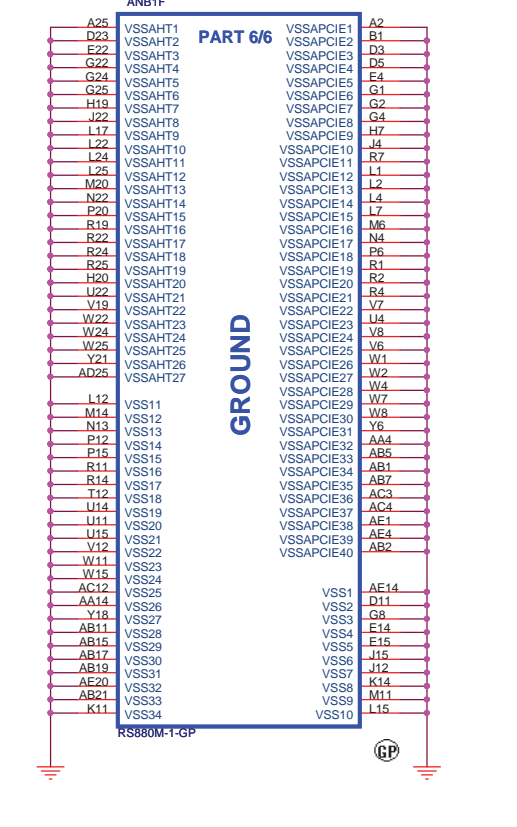 ANB1F
PART 6/6
A25 VSSAHT1 VSSAPCIE1 A2
D23 VSSAHT2 VSSAPCIE2 B1
E22 VSSAHT3 VSSAPCIE3 D3
G22 VSSAHT4 VSSAPCIE4 D5
G24 VSSAHT5 VSSAPCIE5 E4
G25 VSSAHT6 VSSAPCIE6 G1
H19 VSSAHT7 VSSAPCIE7 G2
J22 VSSAHT8 VSSAPCIE8 G4
L17 VSSAHT9 VSSAPCIE9 H7
L22 VSSAHT10 VSSAPCIE10 J4
L24 VSSAHT11 VSSAPCIE11 R7
L25 VSSAHT12 VSSAPCIE12 L1
M20 VSSAHT13 VSSAPCIE13 L2
N22 VSSAHT14 VSSAPCIE14 L4
P20 VSSAHT15 VSSAPCIE15 L7
R19 VSSAHT16 VSSAPCIE16 M6
R22 VSSAHT17 VSSAPCIE17 N4
R24 VSSAHT18 VSSAPCIE18 P6
R25 VSSAHT19 VSSAPCIE19 R1
H20 VSSAHT20 VSSAPCIE20 R2
U22 VSSAHT21 VSSAPCIE21 R4
V19 VSSAHT22 VSSAPCIE22 V7
W22 VSSAHT23 VSSAPCIE23 U4
W24 VSSAHT24 VSSAPCIE24 V8
W25 VSSAHT25 VSSAPCIE25 V6
Y21 VSSAHT26 VSSAPCIE26 W1
AD25 VSSAHT27 VSSAPCIE27 W2
VSSAPCIE28 W4
L12 VSS11 VSSAPCIE29 W7
M14 VSS12 VSSAPCIE30 W8
N13 VSS13 VSSAPCIE31 Y6
P12 VSS14 VSSAPCIE32 AA4
P15 VSS15 VSSAPCIE33 AB5
R11 VSS16 VSSAPCIE34 AB1
R14 VSS17 VSSAPCIE35 AB7
T12 VSS18 VSSAPCIE36 AC3
U14 VSS19 VSSAPCIE37 AC4
U11 VSS20 VSSAPCIE38 AE1
U15 VSS21 VSSAPCIE39 AE4
V12 VSS22 VSSAPCIE40 AB2
W11 VSS23
W15 VSS24
AC12 VSS25 VSS1 AE14
AA14 VSS26 VSS2 D11
Y18 VSS27 VSS3 G8
AB11 VSS28 VSS4 E14
AB15 VSS29 VSS5 E15
AB17 VSS30 VSS6 J15
AB19 VSS31 VSS7 J12
AE20 VSS32 VSS8 K14
AB21 VSS33 VSS9 M11
K11 VSS34 VSS10 L15
GROUND
RS880M-1-GP
GP